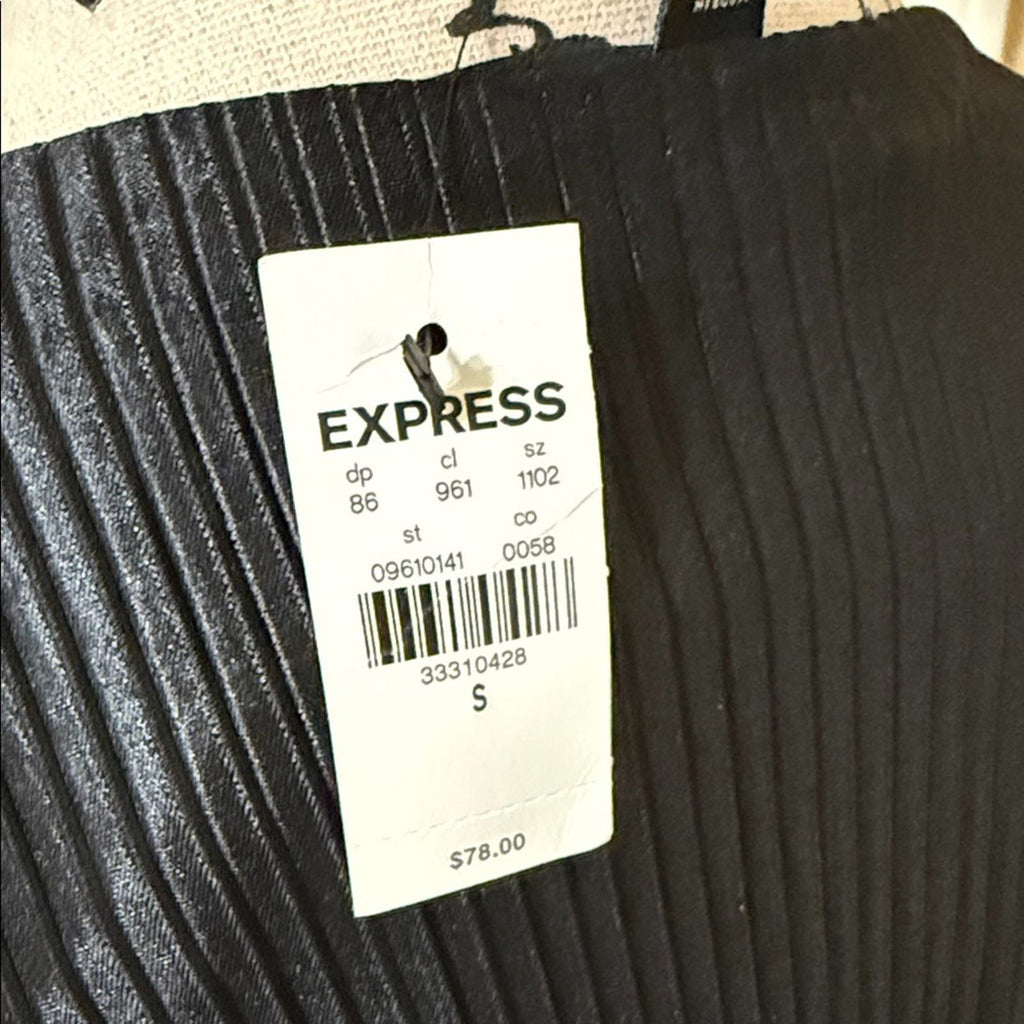 EXPRESS
dp cl sz
86 961 1102
st co
09610141 0058
33310428
S
$78.00